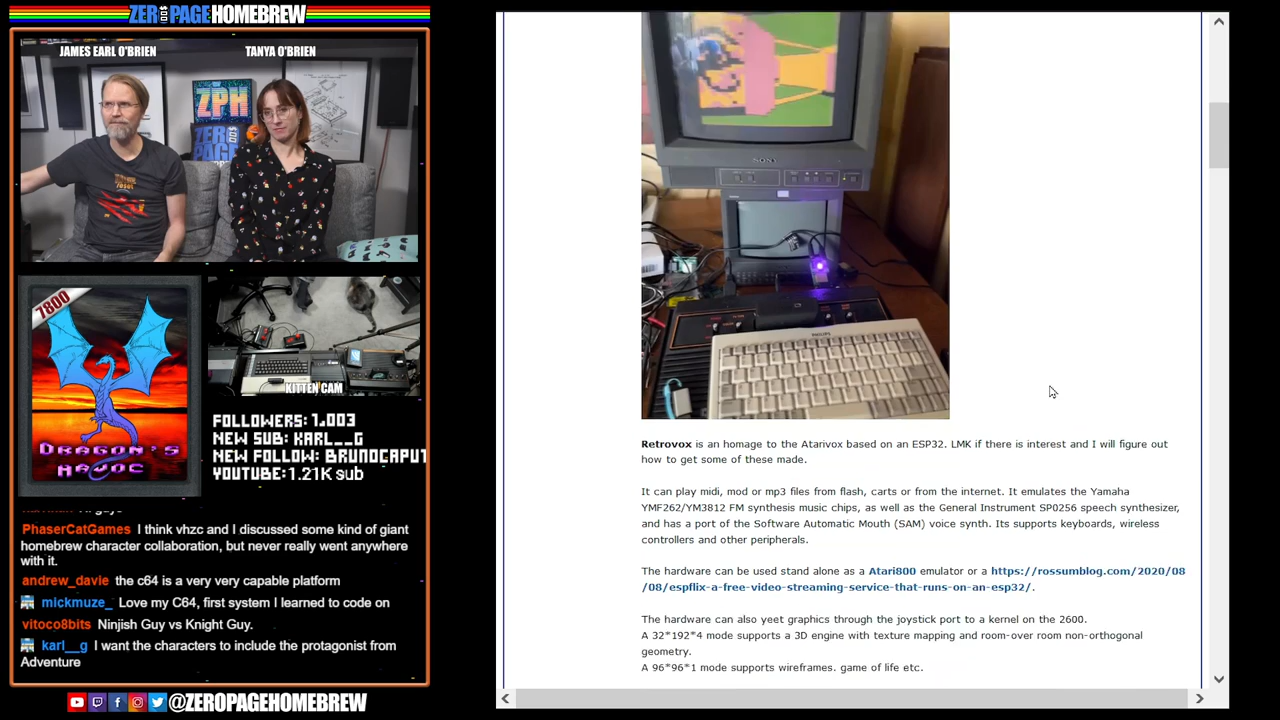 ZERO PAGE HOMEBREW
JAMES EARL O'BRIEN
TANYA O'BRIEN
ZPH
7800
DRAGON'S
HAVOC
KITTEN CAM
FOLLOWERS: 1.003
NEW SUB: KARL__G
NEW FOLLOW: BRUNOCAPUT
YOUTUBE: 1.21K sub
PhaserCatGames I think vhzc and I discussed some kind of giant
homebrew character collaboration, but never really went anywhere
with it.
andrew_davie the c64 is a very very capable platform
mickmuze_ Love my C64, first system I learned to code on
vitoco8bits Ninjish Guy vs Knight Guy.
karl__g I want the characters to include the protagonist from
Adventure
@ZEROPAGEHOMEBREW
SONY
PHILIPS
Retrovox is an homage to the Atarivox based on an ESP32. LMK if there is interest and I will figure out
how to get some of these made.
It can play midi, mod or mp3 files from flash, carts or from the internet. It emulates the Yamaha
YMF262/YM3812 FM synthesis music chips, as well as the General Instrument SP0256 speech synthesizer,
and has a port of the Software Automatic Mouth (SAM) voice synth. Its supports keyboards, wireless
controllers and other peripherals.
The hardware can be used stand alone as a Atari800 emulator or a https://rossumblog.com/2020/08
/08/espflix-a-free-video-streaming-service-that-runs-on-an-esp32/.
The hardware can also yeet graphics through the joystick port to a kernel on the 2600.
A 32*192*4 mode supports a 3D engine with texture mapping and room-over room non-orthogonal
geometry.
A 96*96*1 mode supports wireframes. game of life etc.